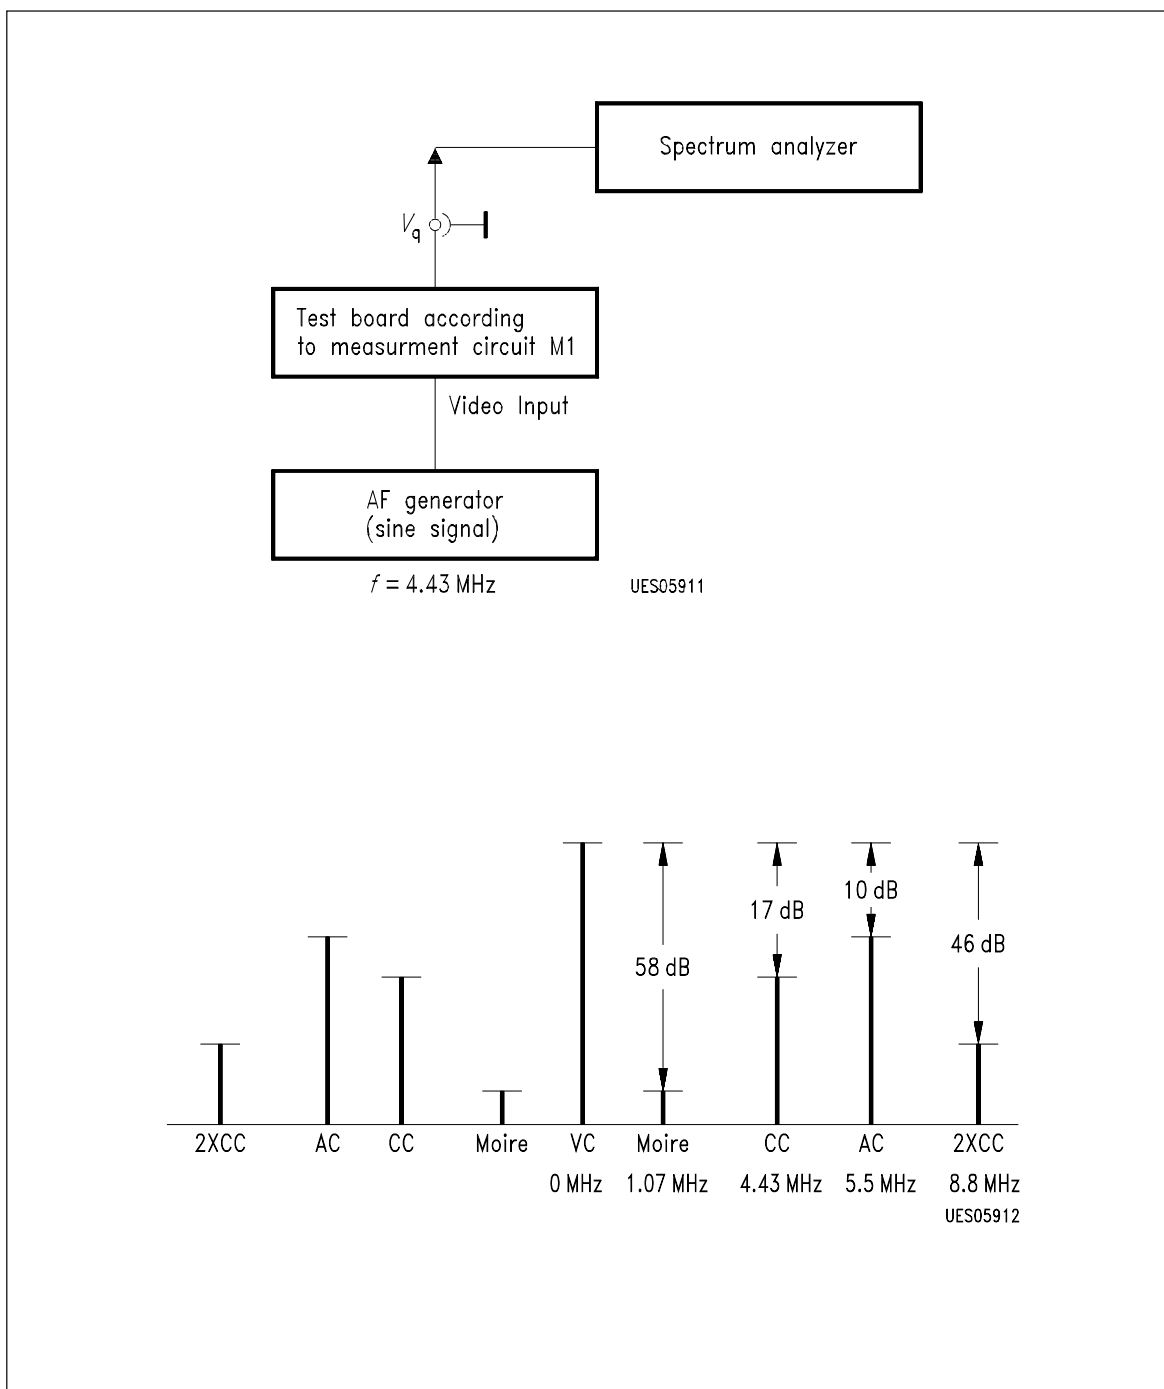 Spectrum analyzer
Vq
Test board according
to measurment circuit M1
Video Input
AF generator
(sine signal)
f = 4.43 MHz
UES05911
10 dB
17 dB
46 dB
58 dB
2XCC AC CC Moire VC Moire CC AC 2XCC
0 MHz 1.07 MHz 4.43 MHz 5.5 MHz 8.8 MHz
UES05912